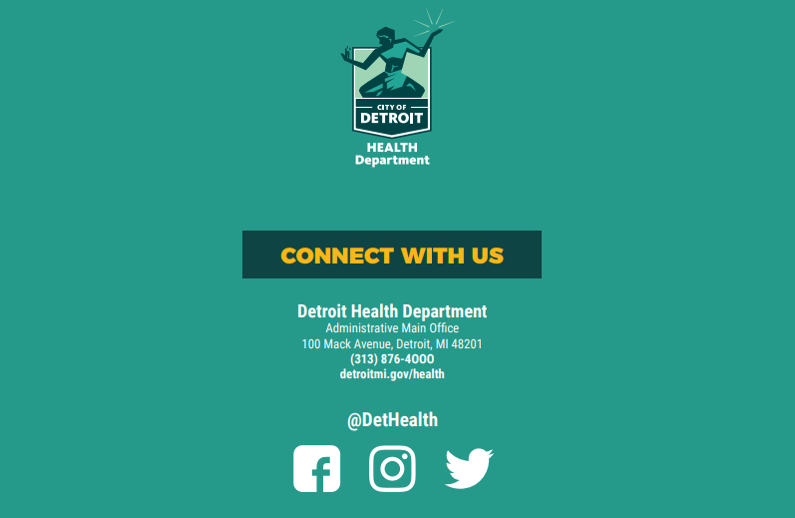 CITY OF
DETROIT
HEALTH
Department
CONNECT WITH US
Detroit Health Department
Administrative Main Office
100 Mack Avenue, Detroit, MI 48201
(313) 876-4000
detroitmi.gov/health
@DetHealth